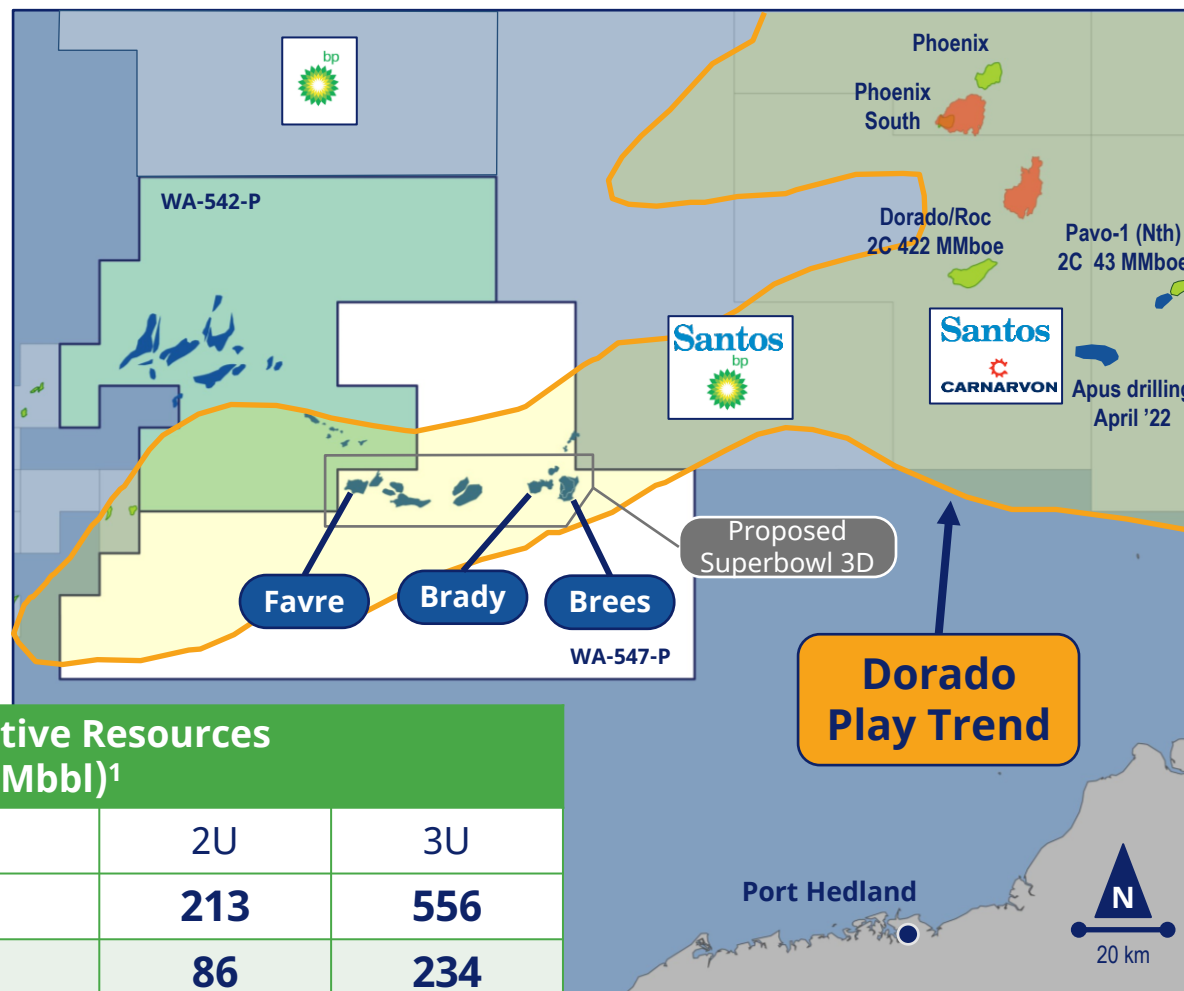 bp
Phoenix
Phoenix
South
WA-542-P
Dorado/Roc
2C 422 MMboe
Pavo-1 (Nth)
2C 43 MMboe
Santos
bp
Santos
CARNARVON
Apus drilling
April ’22
Proposed
Superbowl 3D
Favre
Brady
Brees
WA-547-P
Dorado
Play Trend
tive Resources
Mbbl)¹
2U 3U
213 556
86 234
Port Hedland
N
20 km